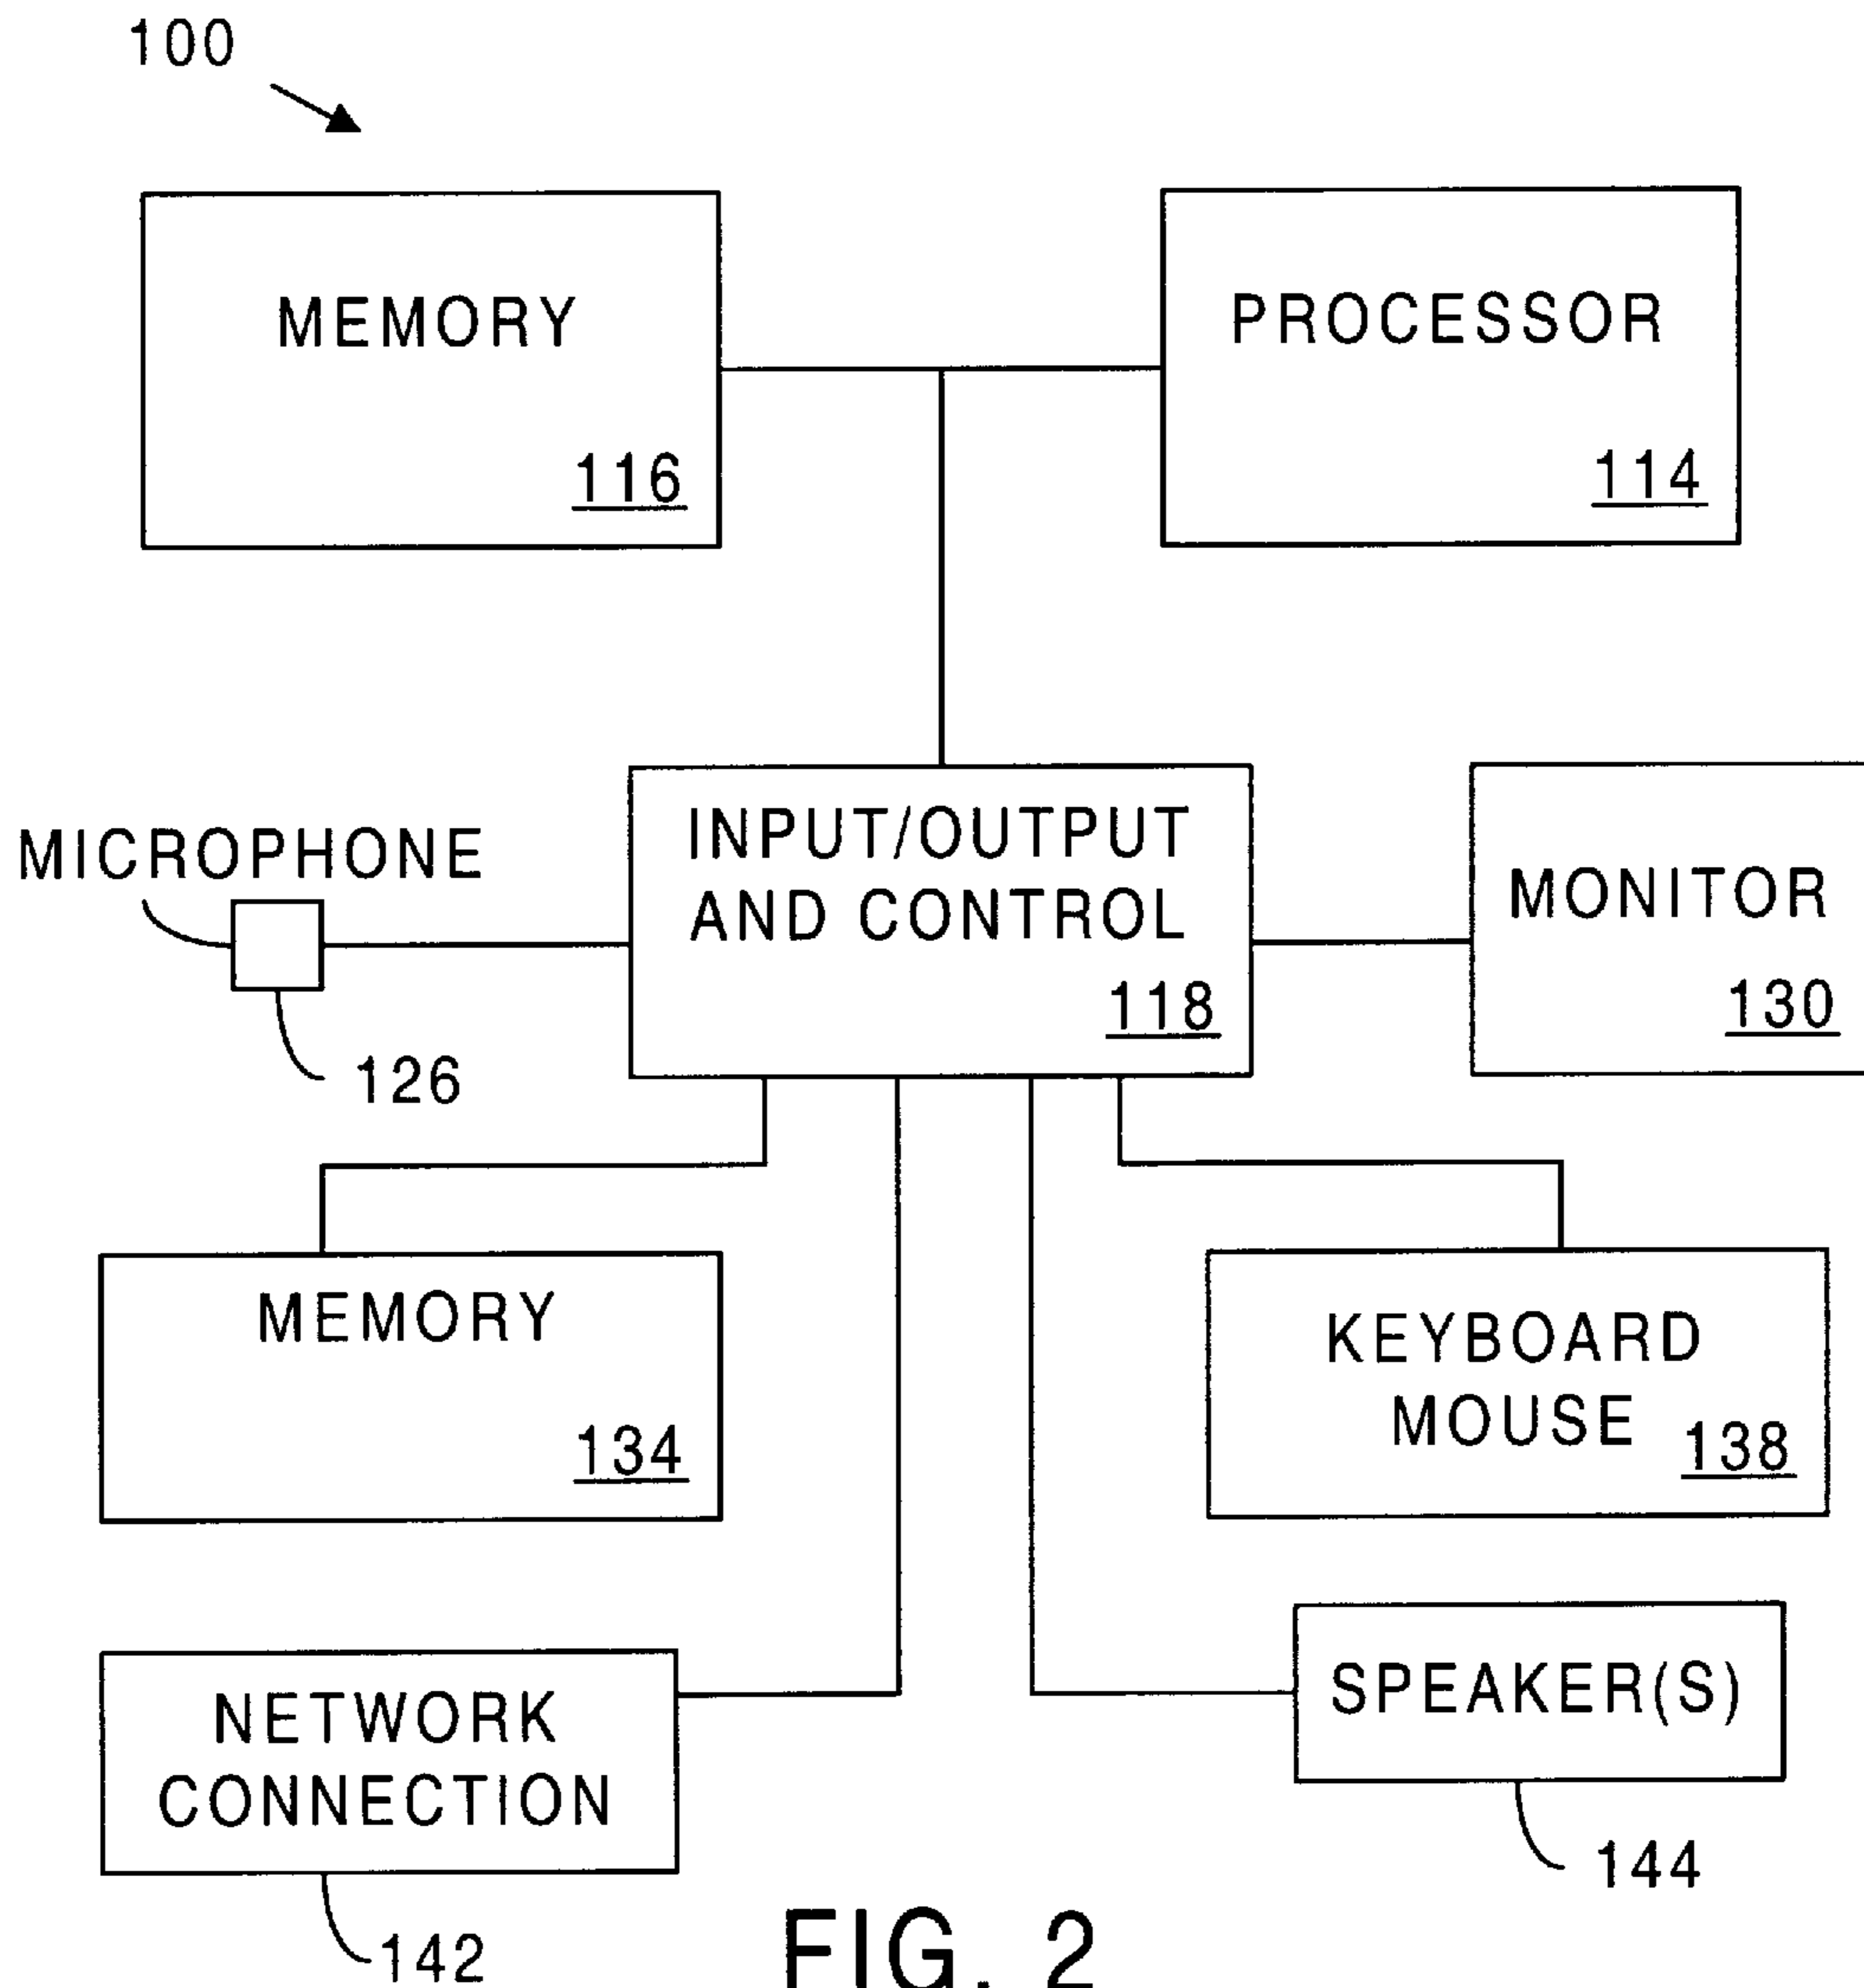 100
MEMORY
116
PROCESSOR
114
MICROPHONE
126
INPUT/OUTPUT
AND CONTROL
118
MONITOR
130
MEMORY
134
KEYBOARD
MOUSE
138
NETWORK
CONNECTION
142
SPEAKER(S)
144
FIG. 2